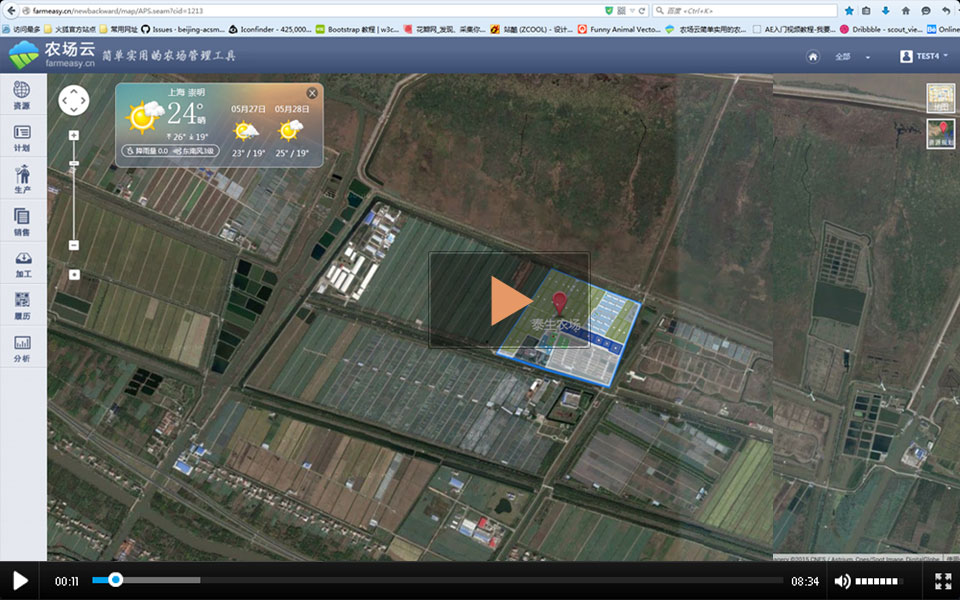 farmeasy.cn/newbackward/map/APS.seam?cid=1213
百度 <Ctrl+K>
访问最多 火狐官方站点 常用网址 Issues · beijing-acsm... Iconfinder - 425,000... Bootstrap 教程 | w3c... 花瓣网_发现、采集你... 站酷 (ZCOOL) - 设计... Funny Animal Vecto... 农场云简单实用的农... AE入门视频教程-我要... Dribbble - scout_vie... Online
农场云 简单实用的农场管理工具
farmeasy.cn
全部
TEST4
资源
计划
生产
销售
加工
履历
分析
上海 崇明
24°晴
26° 19°
降雨量 0.0 东南风3级
05月27日 05月28日
23° / 19° 25° / 19°
地图
资源规划
泰生农场
00:11
08:34